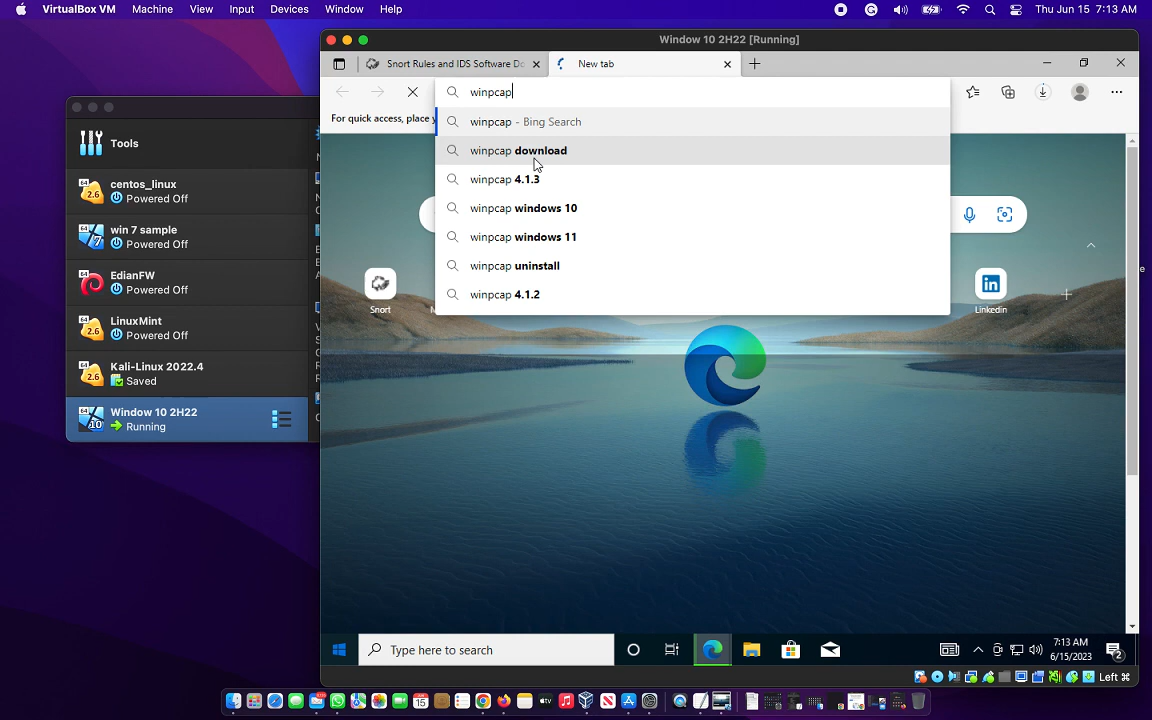 VirtualBox VM Machine View Input Devices Window Help
Thu Jun 15 7:13 AM
Window 10 2H22 [Running]
Snort Rules and IDS Software Do
New tab
winpcap
For quick access, place y
winpcap - Bing Search
winpcap download
winpcap 4.1.3
winpcap windows 10
winpcap windows 11
winpcap uninstall
winpcap 4.1.2
Snort
Linkedin
Tools
centos_linux
Powered Off
win 7 sample
Powered Off
EdianFW
Powered Off
LinuxMint
Powered Off
Kali-Linux 2022.4
Saved
Window 10 2H22
Running
Type here to search
7:13 AM
6/15/2023
2
Left ⌘